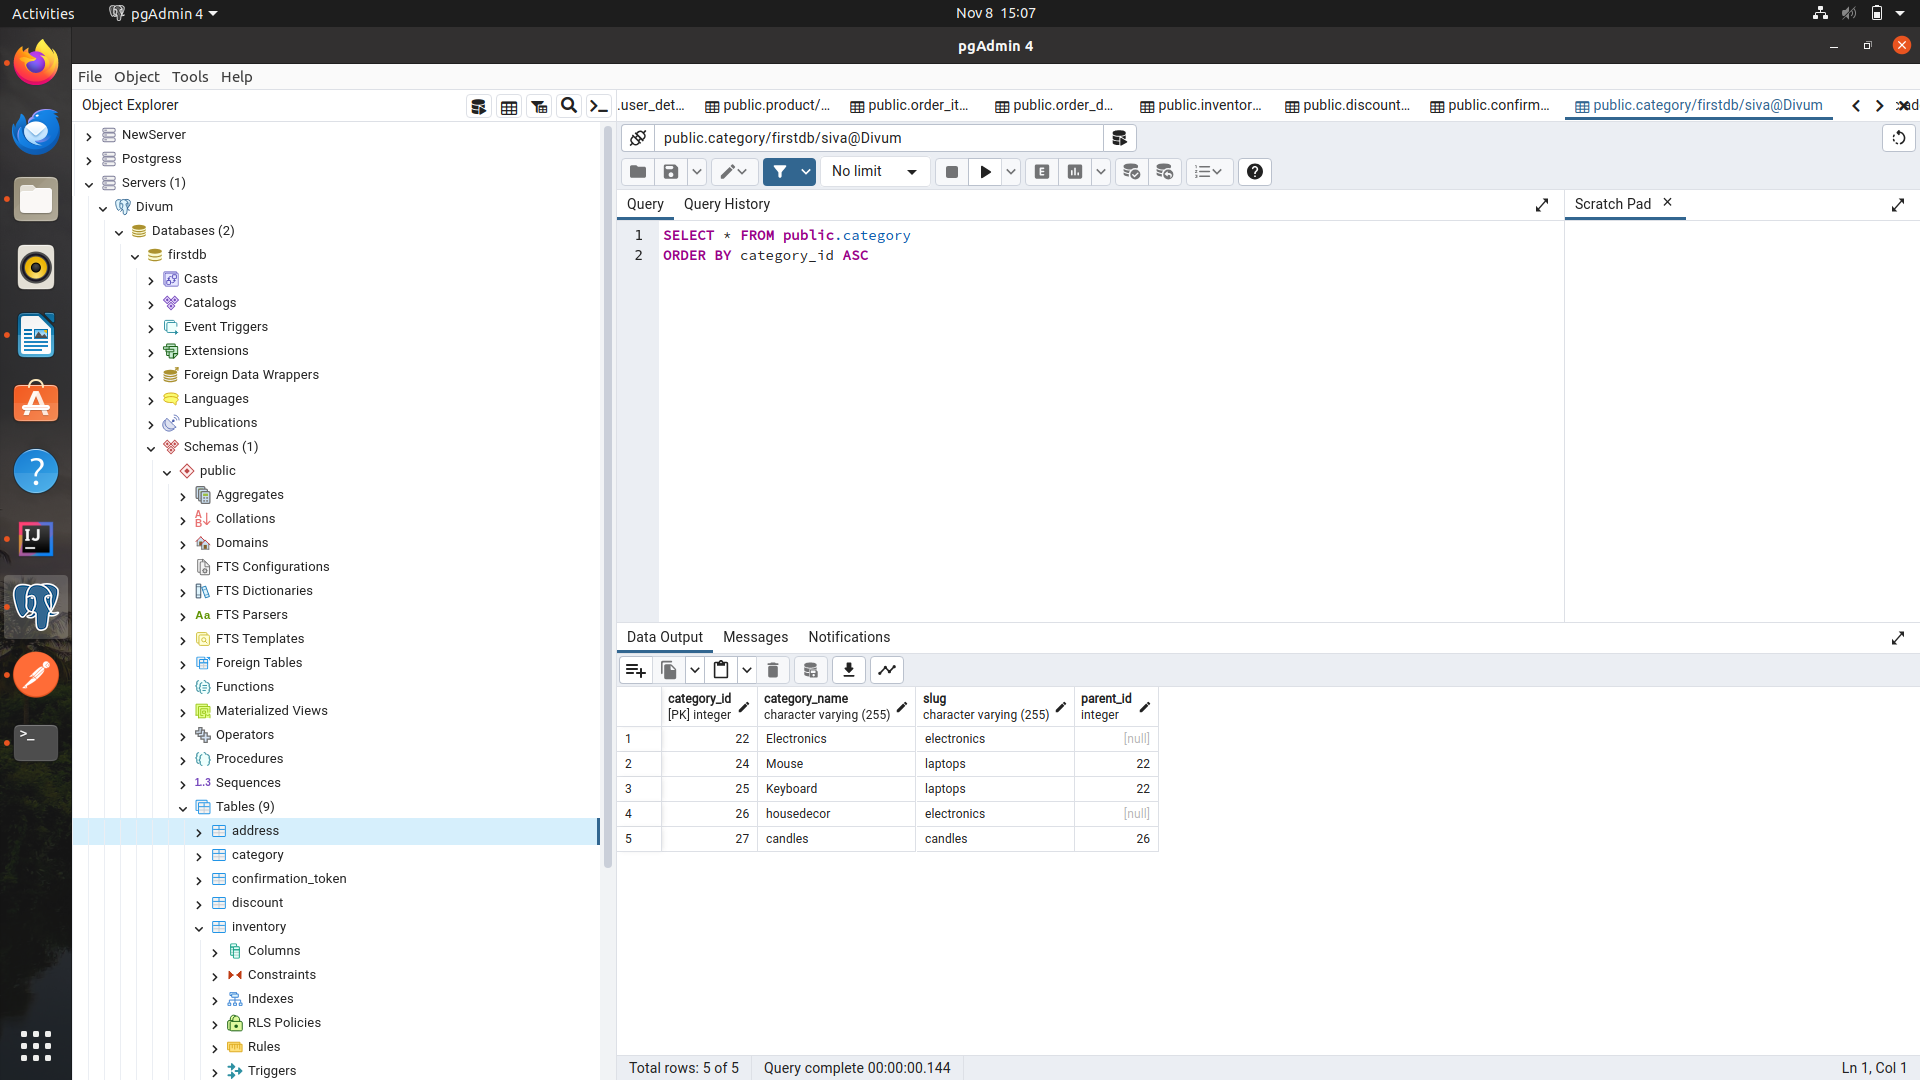 Activities pgAdmin 4 Nov 8 15:07
pgAdmin 4
File Object Tools Help
Object Explorer
NewServer
Postgress
Servers (1)
Divum
Databases (2)
firstdb
Casts
Catalogs
Event Triggers
Extensions
Foreign Data Wrappers
Languages
Publications
Schemas (1)
public
Aggregates
Collations
Domains
FTS Configurations
FTS Dictionaries
FTS Parsers
FTS Templates
Foreign Tables
Functions
Materialized Views
Operators
Procedures
1..3 Sequences
Tables (9)
address
category
confirmation_token
discount
inventory
Columns
Constraints
Indexes
RLS Policies
Rules
Triggers
.user_det... public.product/... public.order_it... public.order_d... public.inventor... public.discount... public.confirm... public.category/firstdb/siva@Divum
public.category/firstdb/siva@Divum
No limit
Query Query History
Scratch Pad
1 SELECT * FROM public.category
2 ORDER BY category_id ASC
Data Output Messages Notifications
category_id category_name slug parent_id
[PK] integer character varying (255) character varying (255) integer
1 22 Electronics electronics [null]
2 24 Mouse laptops 22
3 25 Keyboard laptops 22
4 26 housedecor electronics [null]
5 27 candles candles 26
Total rows: 5 of 5 Query complete 00:00:00.144 Ln 1, Col 1